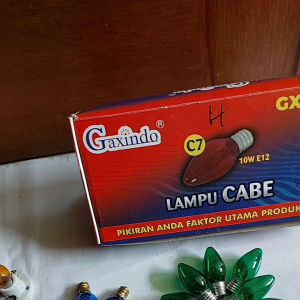 Gaxindo
GX
H
C7
10W E12
LAMPU CABE
PIKIRAN ANDA FAKTOR UTAMA PRODUK